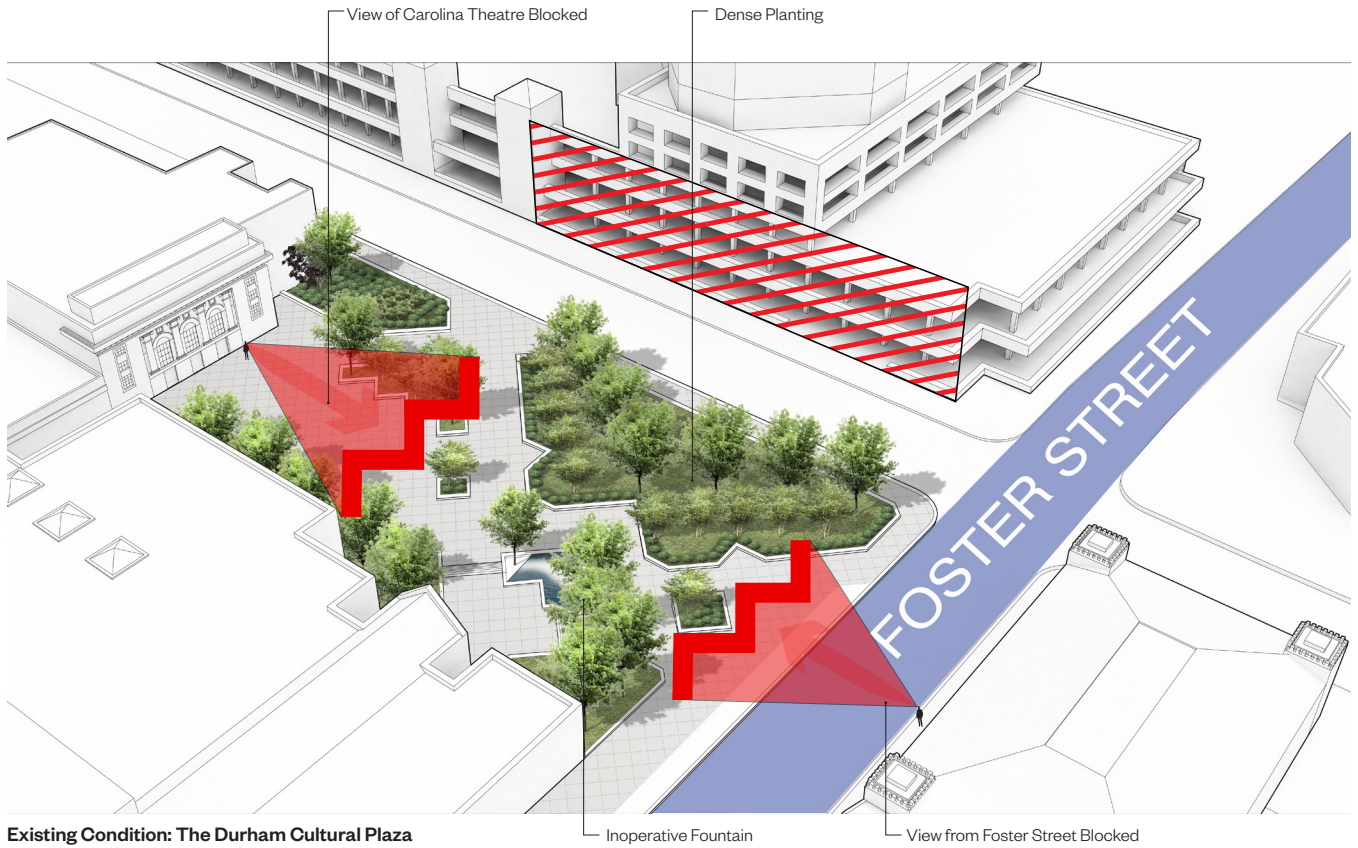 View of Carolina Theatre Blocked
Dense Planting
FOSTER STREET
Existing Condition: The Durham Cultural Plaza
Inoperative Fountain
View from Foster Street Blocked